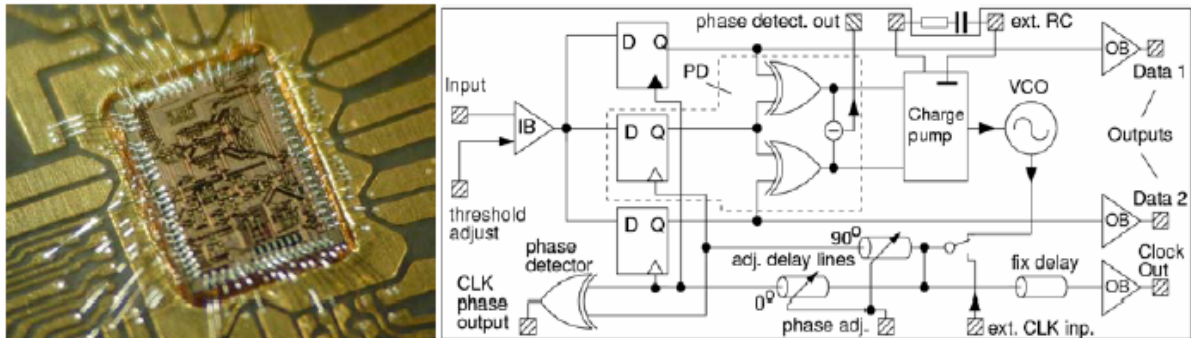 phase detect. out
ext. RC
D Q
OB
Data 1
PD
Input
VCO
IB
D Q
Charge
pump
Outputs
threshold
adjust
D Q
Data 2
OB
90°
phase
detector
adj. delay lines
CLK
phase
output
0°
fix delay
Clock
Out
OB
phase adj.
ext. CLK inp.